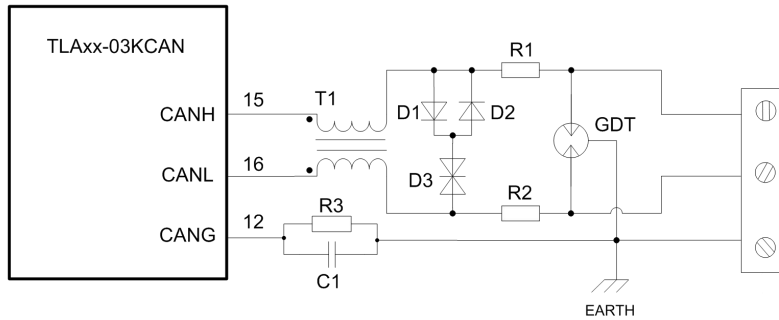 TLAxx-03KCAN
R1
CANH
15
T1
D1
D2
GDT
CANL
16
D3
R2
CANG
12
R3
C1
EARTH